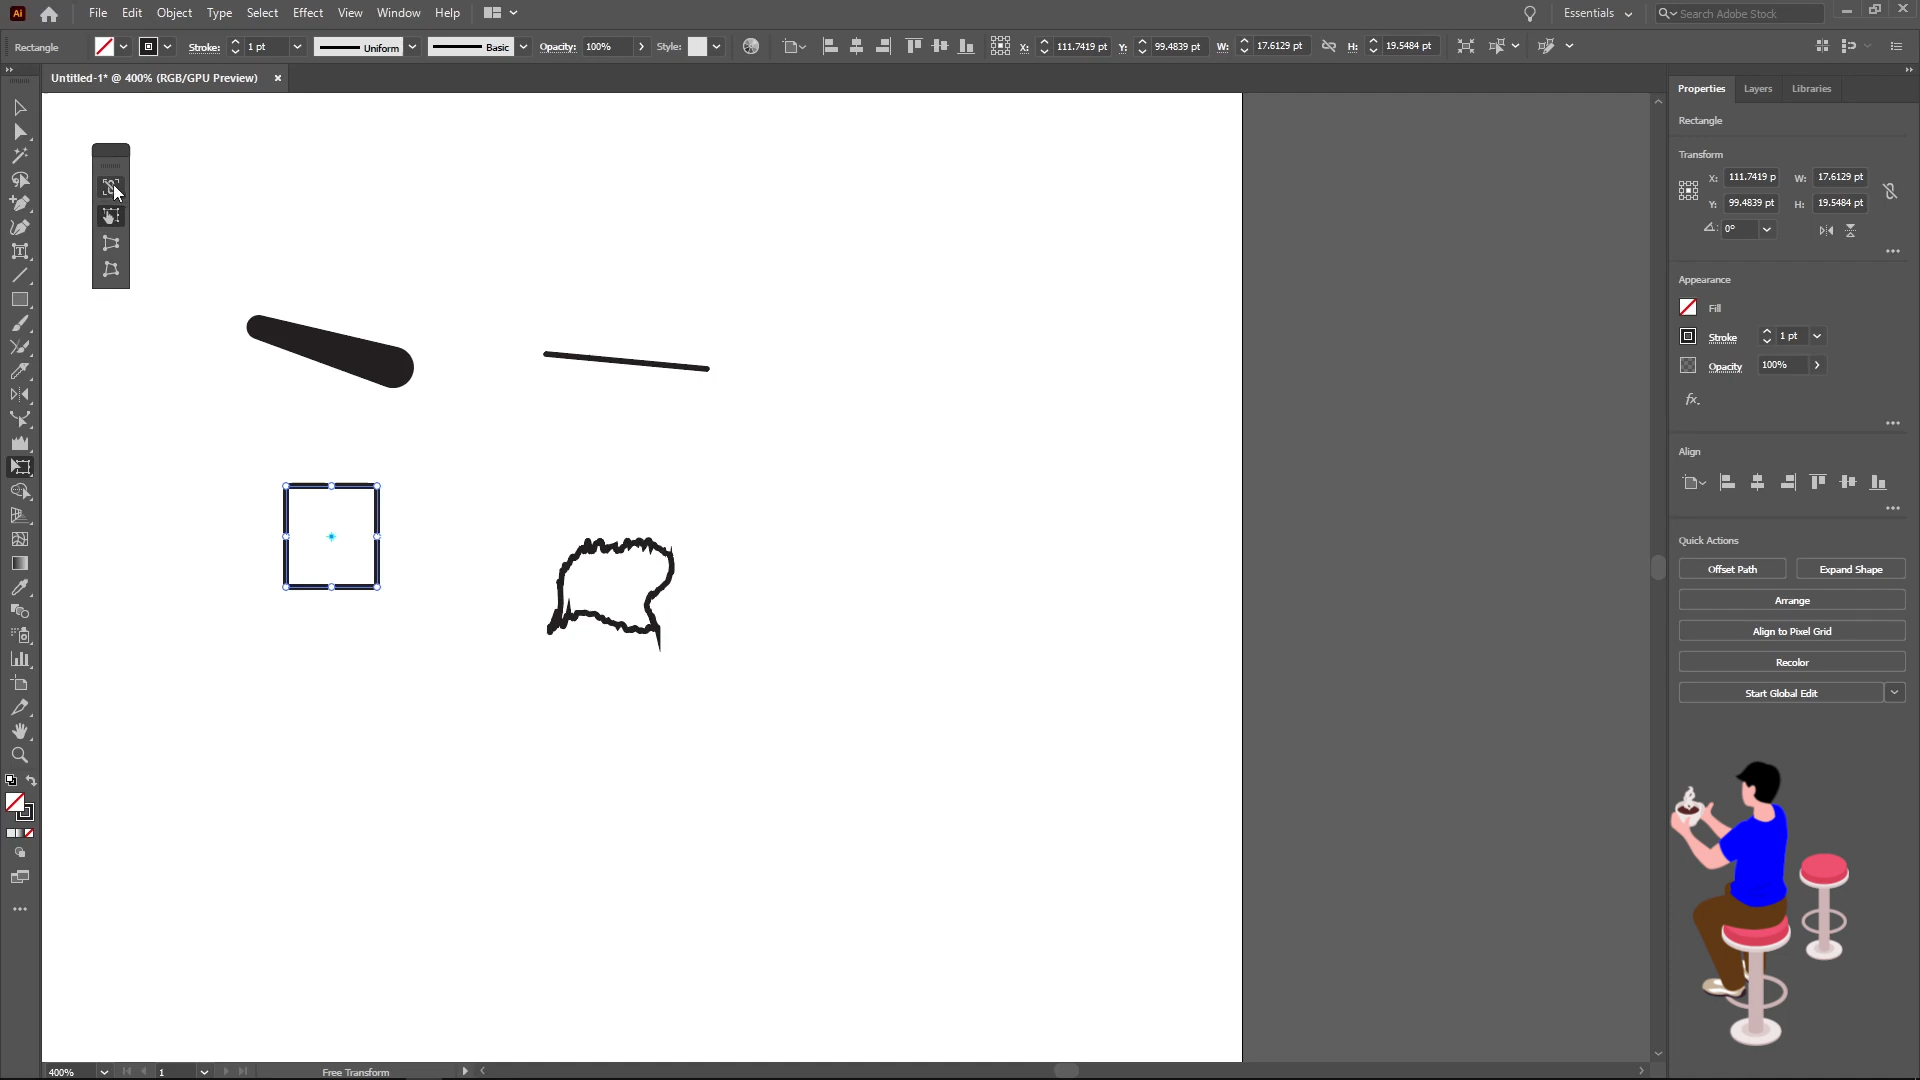 Ai File Edit Object Type Select Effect View Window Help Essentials Search Adobe Stock
Rectangle Stroke: 1 pt Uniform Basic Opacity: 100% Style: X: 111.7419 pt Y: 99.4839 pt W: 17.6129 pt H: 19.5484 pt
Untitled-1* @ 400% (RGB/GPU Preview) ×
Properties Layers Libraries
Rectangle
Transform
X: 111.7419 p W: 17.6129 pt
Y: 99.4839 pt H: 19.5484 pt
0°
Appearance
Fill
Stroke 1 pt
Opacity 100%
fx.
Align
Quick Actions
Offset Path Expand Shape
Arrange
Align to Pixel Grid
Recolor
Start Global Edit
400% 1 Free Transform